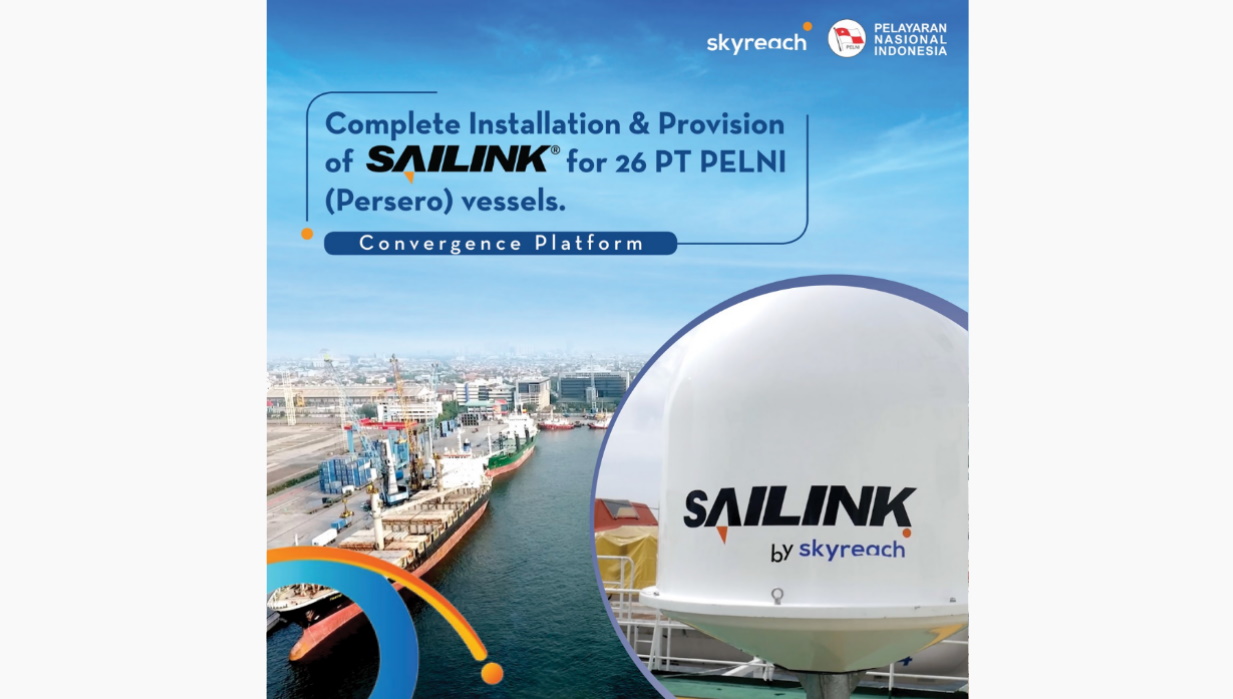 skyreach
PELNI
PELAYARAN
NASIONAL
INDONESIA
Complete Installation & Provision
of SAILINK® for 26 PT PELNI
(Persero) vessels.
Convergence Platform
SAILINK
by skyreach